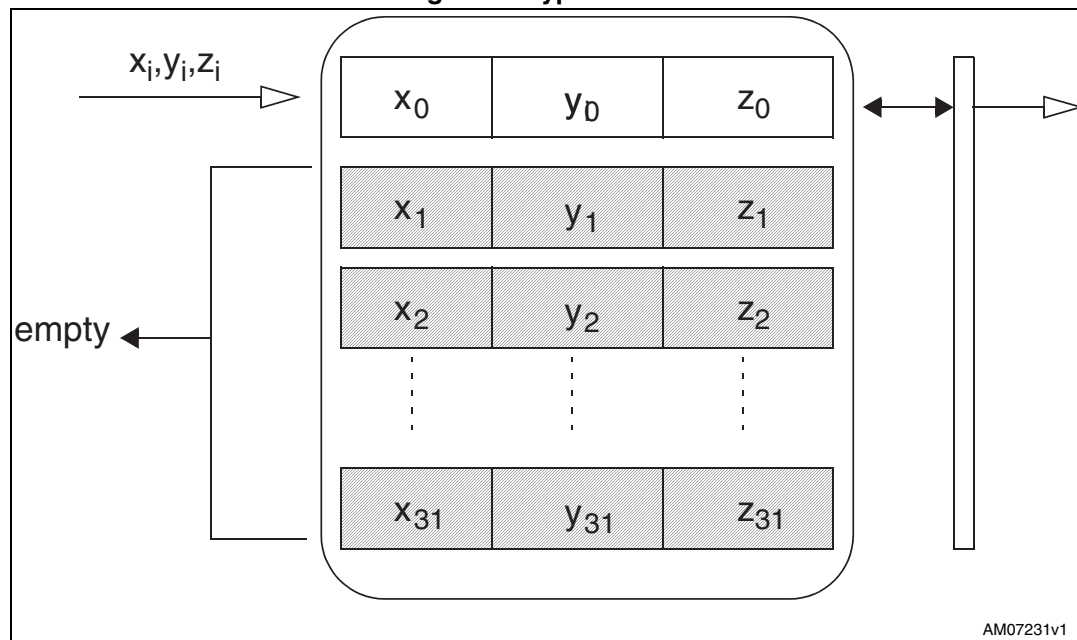 xᵢ,yᵢ,zᵢ
x₀ y₀ z₀
x₁ y₁ z₁
x₂ y₂ z₂
empty
x₃₁ y₃₁ z₃₁
AM07231v1